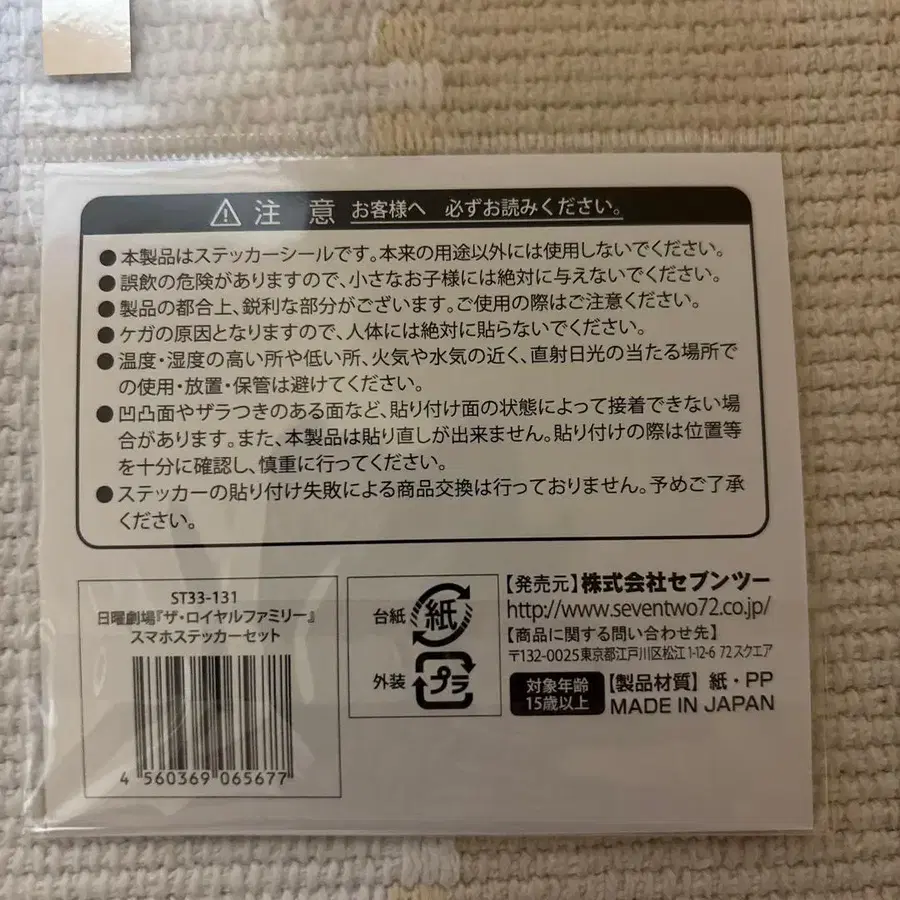 注 意 お客様へ 必ずお読みください。
●本製品はステッカーシールです。本来の用途以外には使用しないでください。
●誤飲の危険がありますので、小さなお子様には絶対に与えないでください。
●製品の都合上、鋭利な部分がございます。ご使用の際はご注意ください。
●ケガの原因となりますので、人体には絶対に貼らないでください。
●温度・湿度の高い所や低い所、火気や水気の近く、直射日光の当たる場所で
の使用・放置・保管は避けてください。
●凹凸面やザラつきのある面など、貼り付け面の状態によって接着できない場
合があります。また、本製品は貼り直しが出来ません。貼り付けの際は位置等
を十分に確認し、慎重に行ってください。
●ステッカーの貼り付け失敗による商品交換は行っておりません。予めご了承
ください。
ST33-131
日曜劇場『ザ・ロイヤルファミリー』
スマホステッカーセット
4 560369 065677
台紙 紙
外装 プラ
【発売元】株式会社セブンツー
http://www.seventwo72.co.jp/
【商品に関する問い合わせ先】
〒132-0025東京都江戸川区松江1-12-6 72スクエア
対象年齢
15歳以上
【製品材質】紙・PP
MADE IN JAPAN